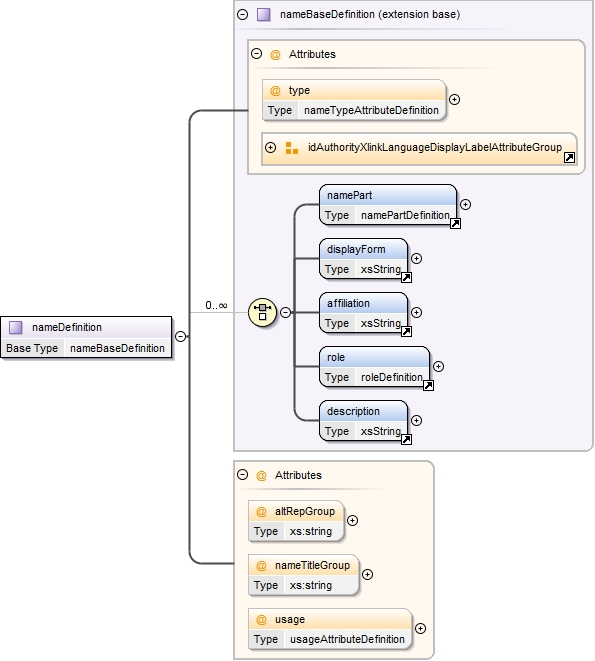 nameBaseDefinition (extension base)
Attributes
type
Type nameTypeAttributeDefinition
idAuthorityXlinkLanguageDisplayLabelAttributeGroup
namePart
Type namePartDefinition
displayForm
Type xsString
0..∞
affiliation
Type xsString
nameDefinition
Base Type nameBaseDefinition
role
Type roleDefinition
description
Type xsString
Attributes
altRepGroup
Type xs:string
nameTitleGroup
Type xs:string
usage
Type usageAttributeDefinition